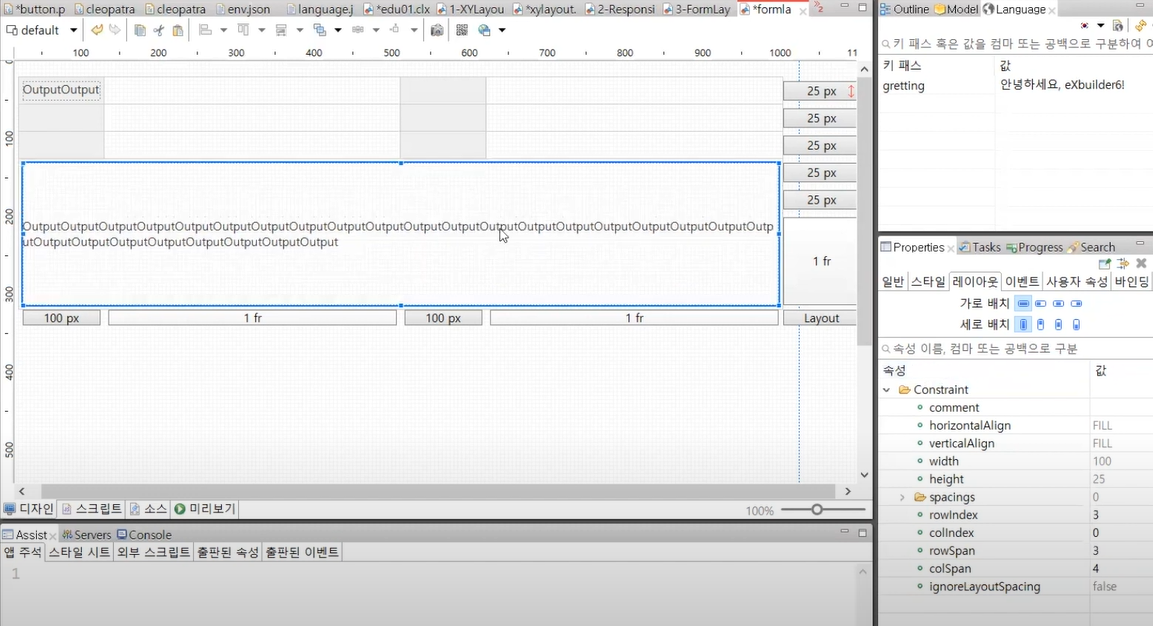 *button.p cleopatra cleopatra env.json language.j *edu01.clx 1-XYLayou *xylayout. 2-Responsi 3-FormLay *formla 2
default
100 200 300 400 500 600 700 800 900 1000 11
OutputOutput
25 px
25 px
100
25 px
25 px
25 px
200
OutputOutputOutputOutputOutputOutputOutputOutputOutputOutputOutputOutputOutputOutputOutputOutputOutputOutputOutputOutp
utOutputOutputOutputOutputOutputOutputOutputOutput
1 fr
300
100 px 1 fr 100 px 1 fr Layout
400
500
디자인 스크립트 소스 미리보기 100%
Assist Servers Console
앱 주석 스타일 시트 외부 스크립트 출판된 속성 출판된 이벤트
1
Outline Model Language
키 패스 혹은 값을 컴마 또는 공백으로 구분하여
키 패스 값
gretting 안녕하세요, eXbuilder6!
Properties Tasks Progress Search
일반 스타일 레이아웃 이벤트 사용자 속성 바인딩
가로 배치
세로 배치
속성 이름, 컴마 또는 공백으로 구분
속성 값
Constraint
comment
horizontalAlign FILL
verticalAlign FILL
width 100
height 25
spacings 0
rowIndex 3
colIndex 0
rowSpan 3
colSpan 4
ignoreLayoutSpacing false